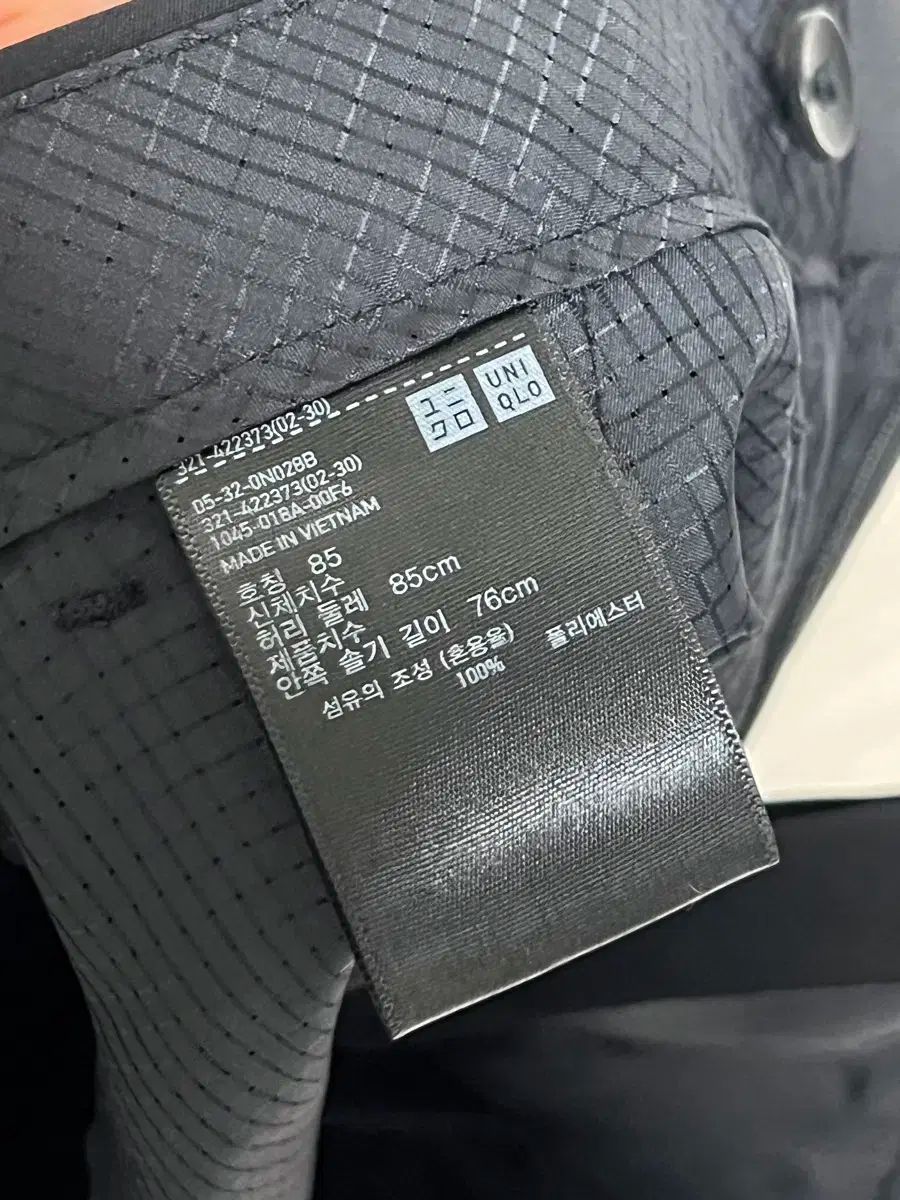 ユニ
クロ
UNI
QLO
321-422373(02-30)
05-32-0N028B
321-422373(02-30)
1045-018A-00F6
MADE IN VIETNAM
호칭 85
신체치수
허리 둘레 85cm
제품치수
안쪽 솔기 길이 76cm
섬유의 조성 (혼용율)
100% 폴리에스터